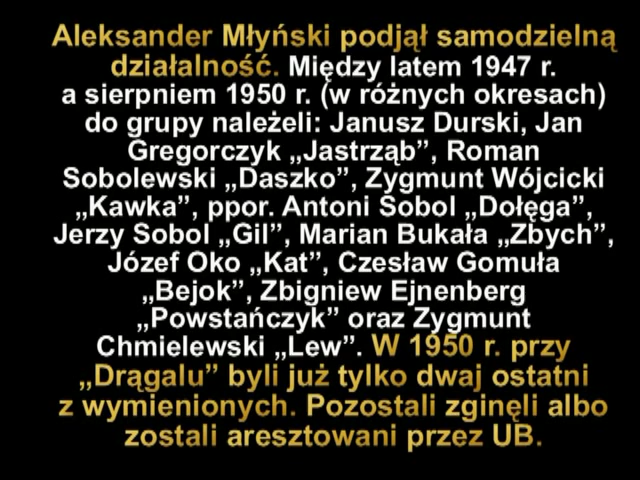 Aleksander Młyński podjął samodzielną
działalność. Między latem 1947 r.
a sierpniem 1950 r. (w różnych okresach)
do grupy należeli: Janusz Durski, Jan
Gregorczyk „Jastrząb”, Roman
Sobolewski „Daszko”, Zygmunt Wójcicki
„Kawka”, ppor. Antoni Sobol „Dołęga”,
Jerzy Sobol „Gil”, Marian Bukała „Zbych”,
Józef Oko „Kat”, Czesław Gomuła
„Bejok”, Zbigniew Ejnenberg
„Powstańczyk” oraz Zygmunt
Chmielewski „Lew”. W 1950 r. przy
„Drągalu” byli już tylko dwaj ostatni
z wymienionych. Pozostali zginęli albo
zostali aresztowani przez UB.